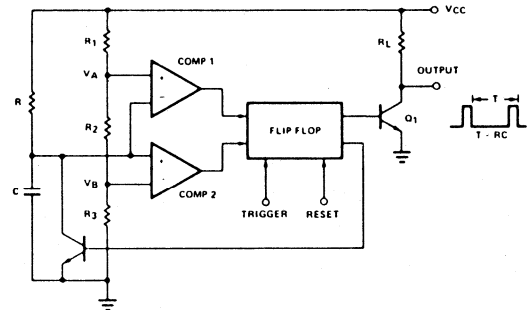 VCC
R1
RL
COMP 1
OUTPUT
VA
T
R
R2
FLIP FLOP
Q1
T - RC
C
VB
COMP 2
R3
TRIGGER
RESET